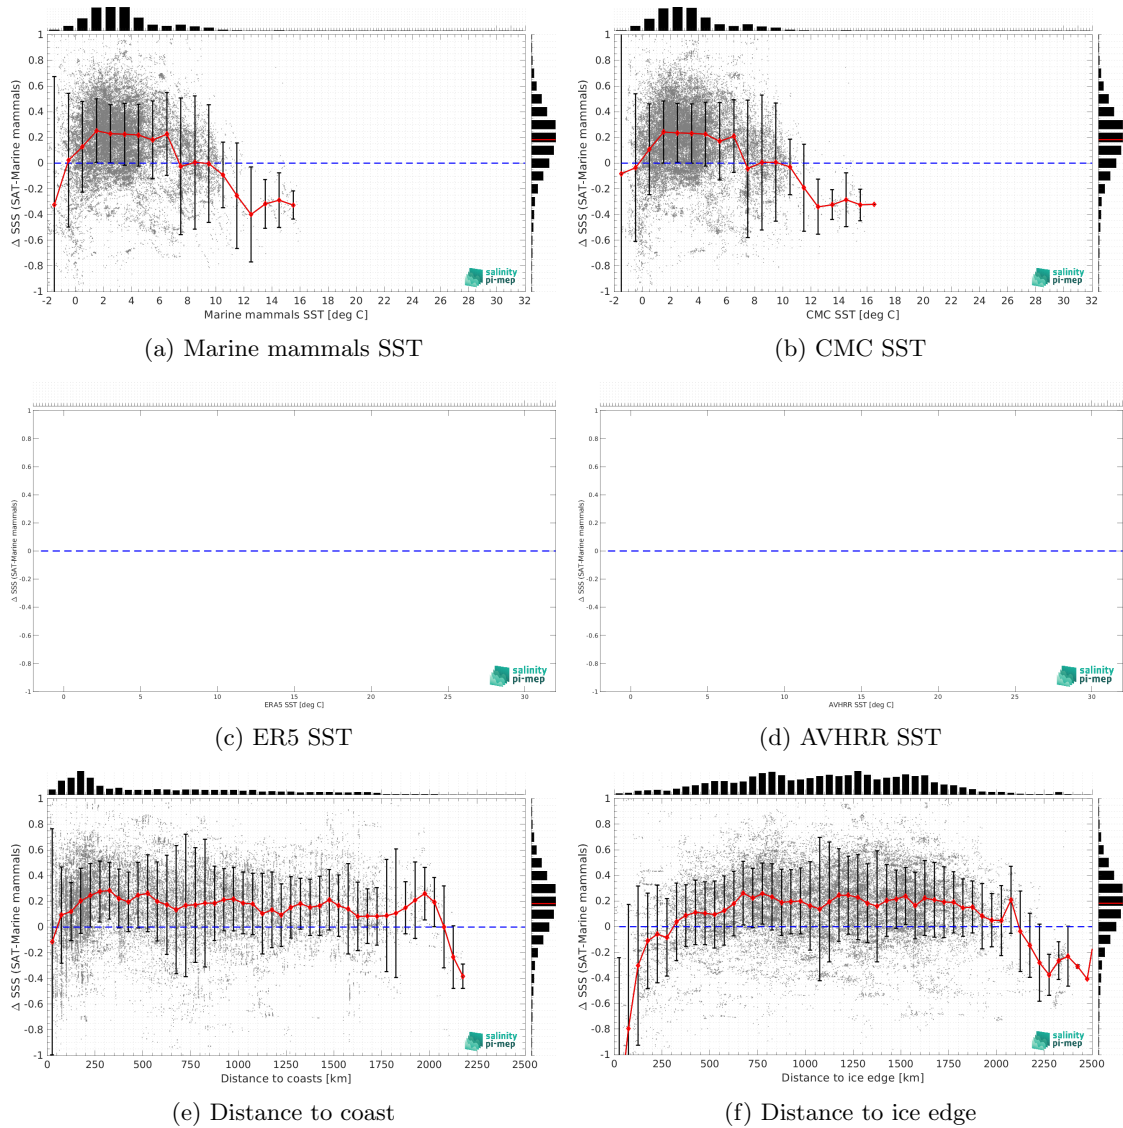 1
0.8
0.6
0.4
0.2
0
-0.2
-0.4
-0.6
-0.8
-1
Δ SSS (SAT-Marine mammals)
-2 0 2 4 6 8 10 12 14 16 18 20 22 24 26 28 30 32
Marine mammals SST [deg C]
salinity
pi-mep
(a) Marine mammals SST
1
0.8
0.6
0.4
0.2
0
-0.2
-0.4
-0.6
-0.8
-1
Δ SSS (SAT-Marine mammals)
-2 0 2 4 6 8 10 12 14 16 18 20 22 24 26 28 30 32
CMC SST [deg C]
salinity
pi-mep
(b) CMC SST
1
0.8
0.6
0.4
0.2
0
-0.2
-0.4
-0.6
-0.8
-1
Δ SSS (SAT-Marine mammals)
0 5 10 15 20 25 30
ERA5 SST [deg C]
salinity
pi-mep
(c) ER5 SST
1
0.8
0.6
0.4
0.2
0
-0.2
-0.4
-0.6
-0.8
-1
Δ SSS (SAT-Marine mammals)
0 5 10 15 20 25 30
AVHRR SST [deg C]
salinity
pi-mep
(d) AVHRR SST
1
0.8
0.6
0.4
0.2
0
-0.2
-0.4
-0.6
-0.8
-1
Δ SSS (SAT-Marine mammals)
0 250 500 750 1000 1250 1500 1750 2000 2250 2500
Distance to coasts [km]
salinity
pi-mep
(e) Distance to coast
1
0.8
0.6
0.4
0.2
0
-0.2
-0.4
-0.6
-0.8
-1
Δ SSS (SAT-Marine mammals)
0 250 500 750 1000 1250 1500 1750 2000 2250 2500
Distance to ice edge [km]
salinity
pi-mep
(f) Distance to ice edge